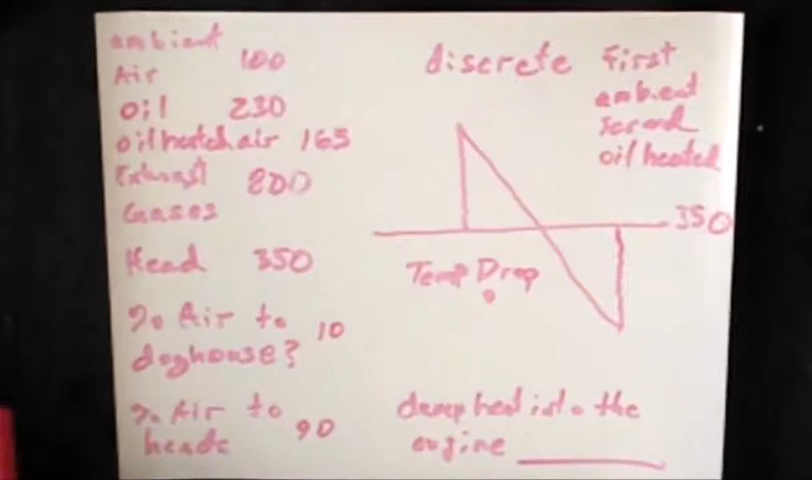 ambient 100
Air
oil 230
oil heated air 165
Exhaust 800
Gases
Head 350
% Air to 10
doghouse?
% Air to 90
heads
discrete
First
ambient
second
oil heated
350
Temp Drop
dump heat into the
engine